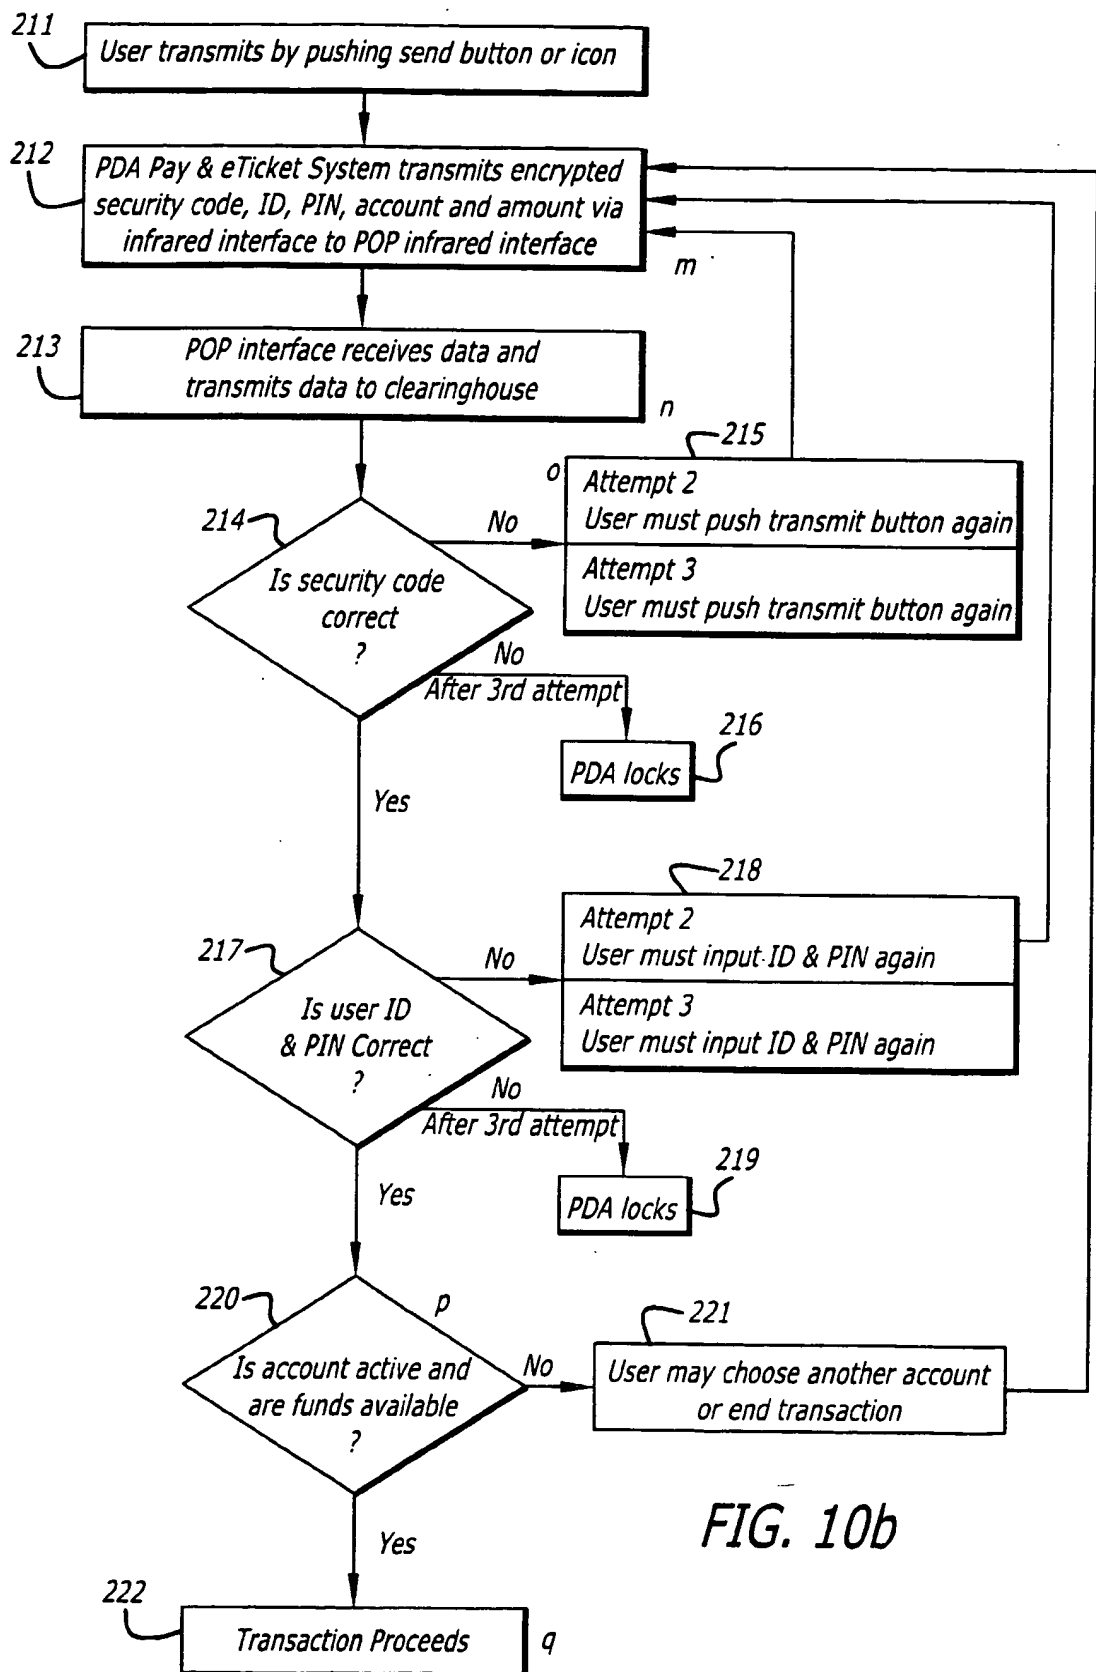 211
User transmits by pushing send button or icon
212
PDA Pay & eTicket System transmits encrypted
security code, ID, PIN, account and amount via
infrared interface to POP infrared interface
m
213
POP interface receives data and
transmits data to clearinghouse
n
215
o
Attempt 2
User must push transmit button again
Attempt 3
User must push transmit button again
214
No
Is security code
correct
?
No
After 3rd attempt
216
PDA locks
Yes
218
Attempt 2
User must input ID & PIN again
Attempt 3
User must input ID & PIN again
217
No
Is user ID
& PIN Correct
?
No
After 3rd attempt
219
PDA locks
Yes
220
p
Is account active and
are funds available
?
No
221
User may choose another account
or end transaction
Yes
FIG. 10b
222
Transaction Proceeds
q